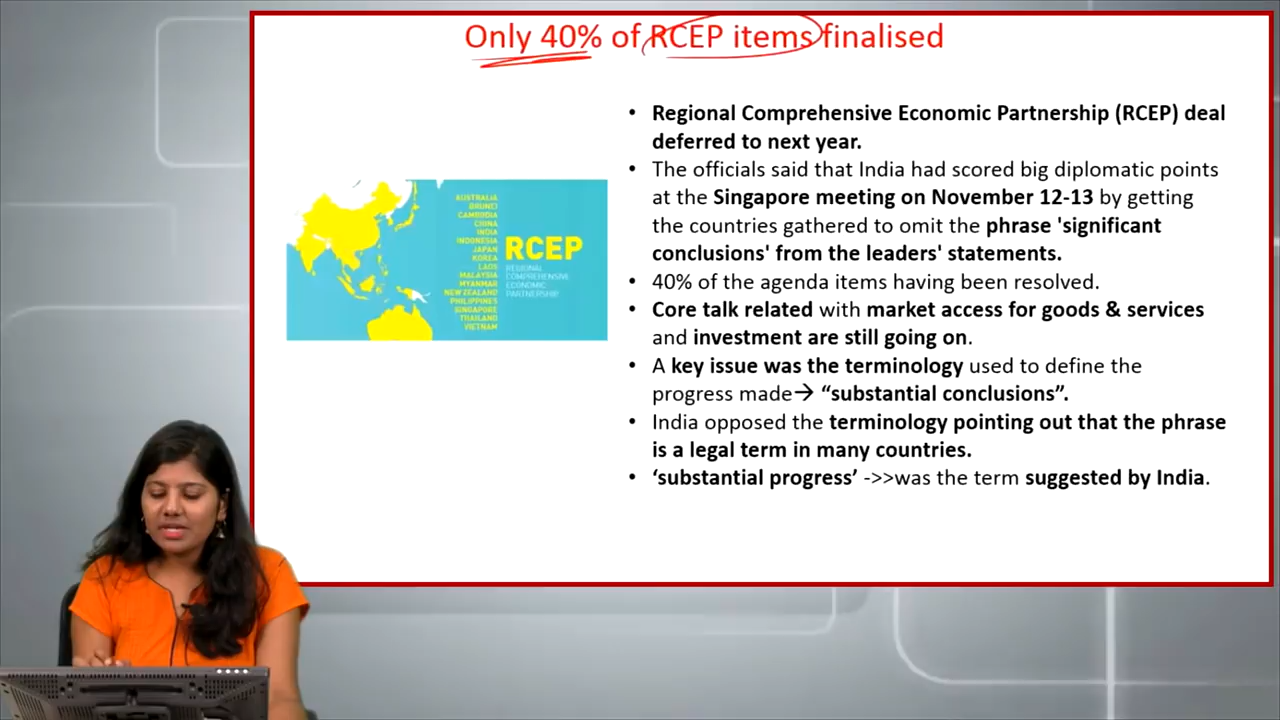 Only 40% of RCEP items finalised
• Regional Comprehensive Economic Partnership (RCEP) deal
deferred to next year.
• The officials said that India had scored big diplomatic points
at the Singapore meeting on November 12-13 by getting
the countries gathered to omit the phrase 'significant
conclusions' from the leaders' statements.
• 40% of the agenda items having been resolved.
• Core talk related with market access for goods & services
and investment are still going on.
• A key issue was the terminology used to define the
progress made→ “substantial conclusions”.
• India opposed the terminology pointing out that the phrase
is a legal term in many countries.
• ‘substantial progress’ ->>was the term suggested by India.
AUSTRALIA
BRUNEI
CAMBODIA
CHINA
INDIA
INDONESIA
JAPAN
KOREA
LAOS
MALAYSIA
MYANMAR
NEW ZEALAND
PHILIPPINES
SINGAPORE
THAILAND
VIETNAM
RCEP
REGIONAL
COMPREHENSIVE
ECONOMIC
PARTNERSHIP